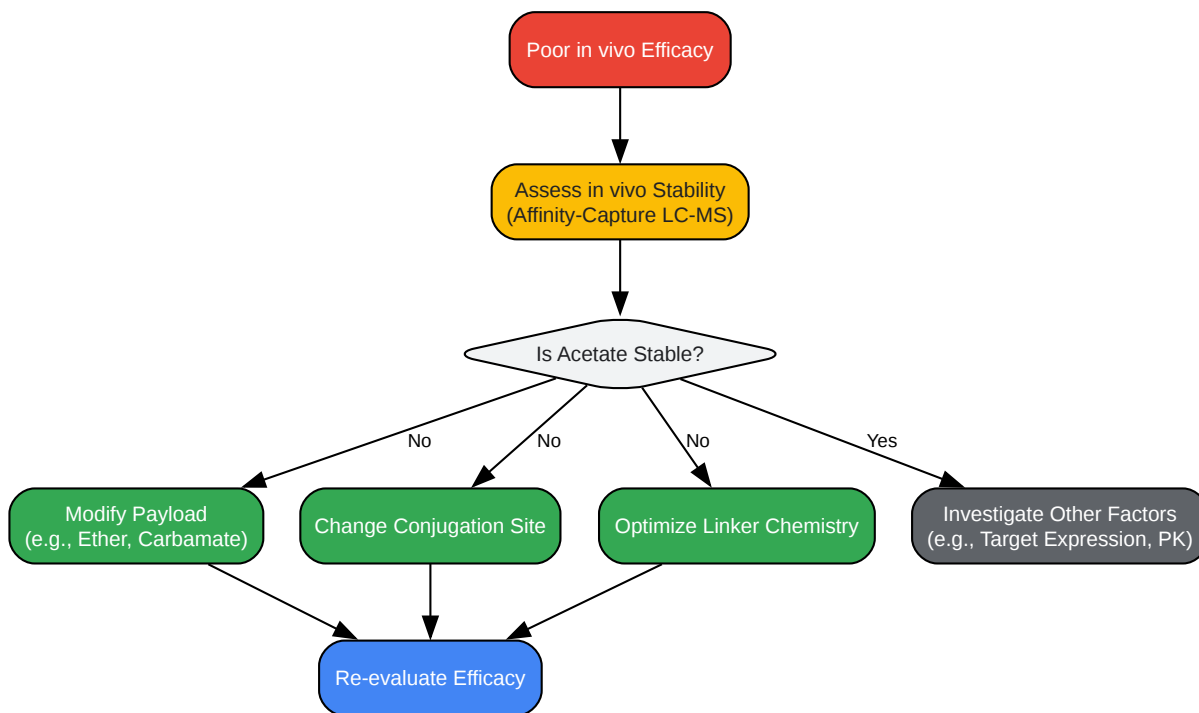 Poor in vivo Efficacy
Assess in vivo Stability
(Affinity-Capture LC-MS)
Is Acetate Stable?
No
No
No
Yes
Modify Payload
(e.g., Ether, Carbamate)
Change Conjugation Site
Optimize Linker Chemistry
Investigate Other Factors
(e.g., Target Expression, PK)
Re-evaluate Efficacy